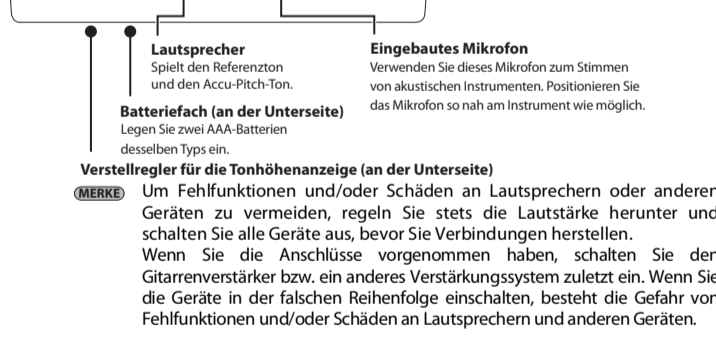 Lautsprecher
Spielt den Referenzton
und den Accu-Pitch-Ton.
Eingebautes Mikrofon
Verwenden Sie dieses Mikrofon zum Stimmen
von akustischen Instrumenten. Positionieren Sie
das Mikrofon so nah am Instrument wie möglich.
Batteriefach (an der Unterseite)
Legen Sie zwei AAA-Batterien
desselben Typs ein.
Verstellregler für die Tonhöhenanzeige (an der Unterseite)
MERKE Um Fehlfunktionen und/oder Schäden an Lautsprechern oder anderen
Geräten zu vermeiden, regeln Sie stets die Lautstärke herunter und
schalten Sie alle Geräte aus, bevor Sie Verbindungen herstellen.
Wenn Sie die Anschlüsse vorgenommen haben, schalten Sie den
Gitarrenverstärker bzw. ein anderes Verstärkungssystem zuletzt ein. Wenn Sie
die Geräte in der falschen Reihenfolge einschalten, besteht die Gefahr von
Fehlfunktionen und/oder Schäden an Lautsprechern und anderen Geräten.